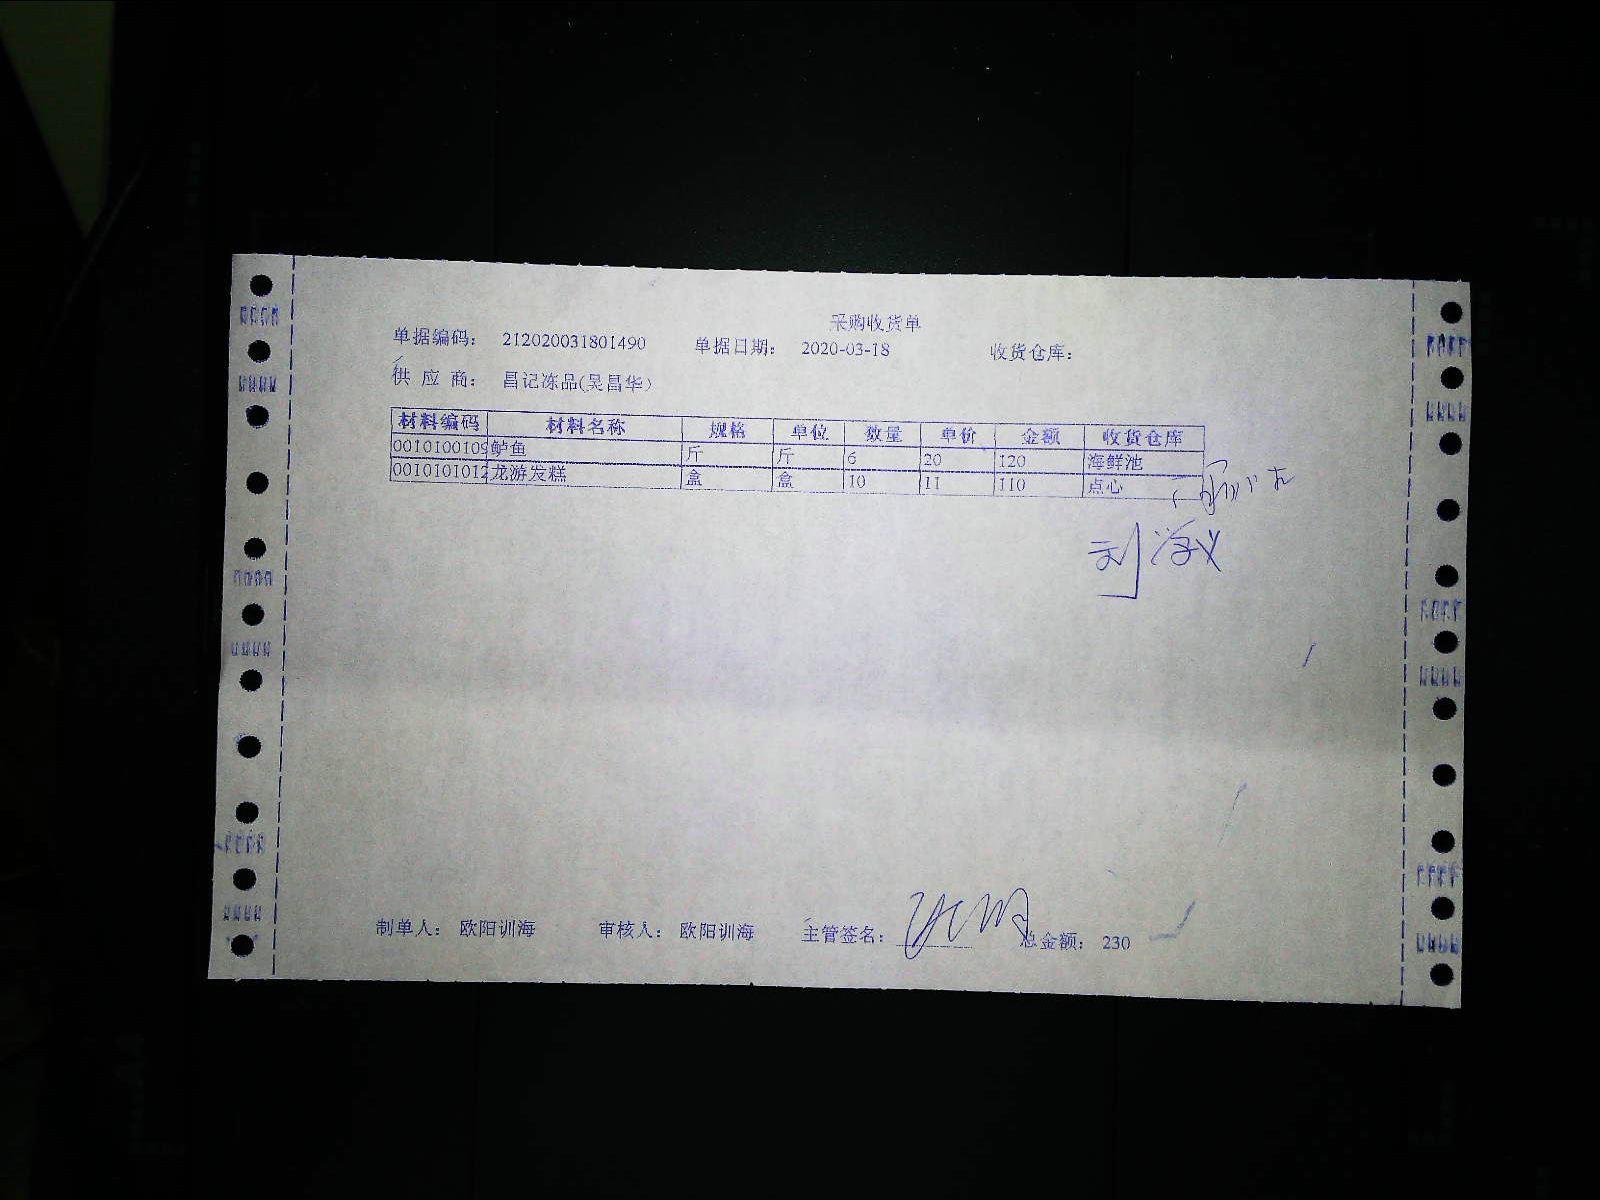 采购收货单
单据编码： 212020031801490 单据日期： 2020-03-18 收货仓库：
供 应 商： 昌记冻品(吴昌华)
材料编码 材料名称 规格 单位 数量 单价 金额 收货仓库
0010100109 鲈鱼 斤 斤 6 20 120 海鲜池
0010101012 龙游发糕 盒 盒 10 11 110 点心
制单人： 欧阳训海 审核人： 欧阳训海 主管签名： 总金额： 230